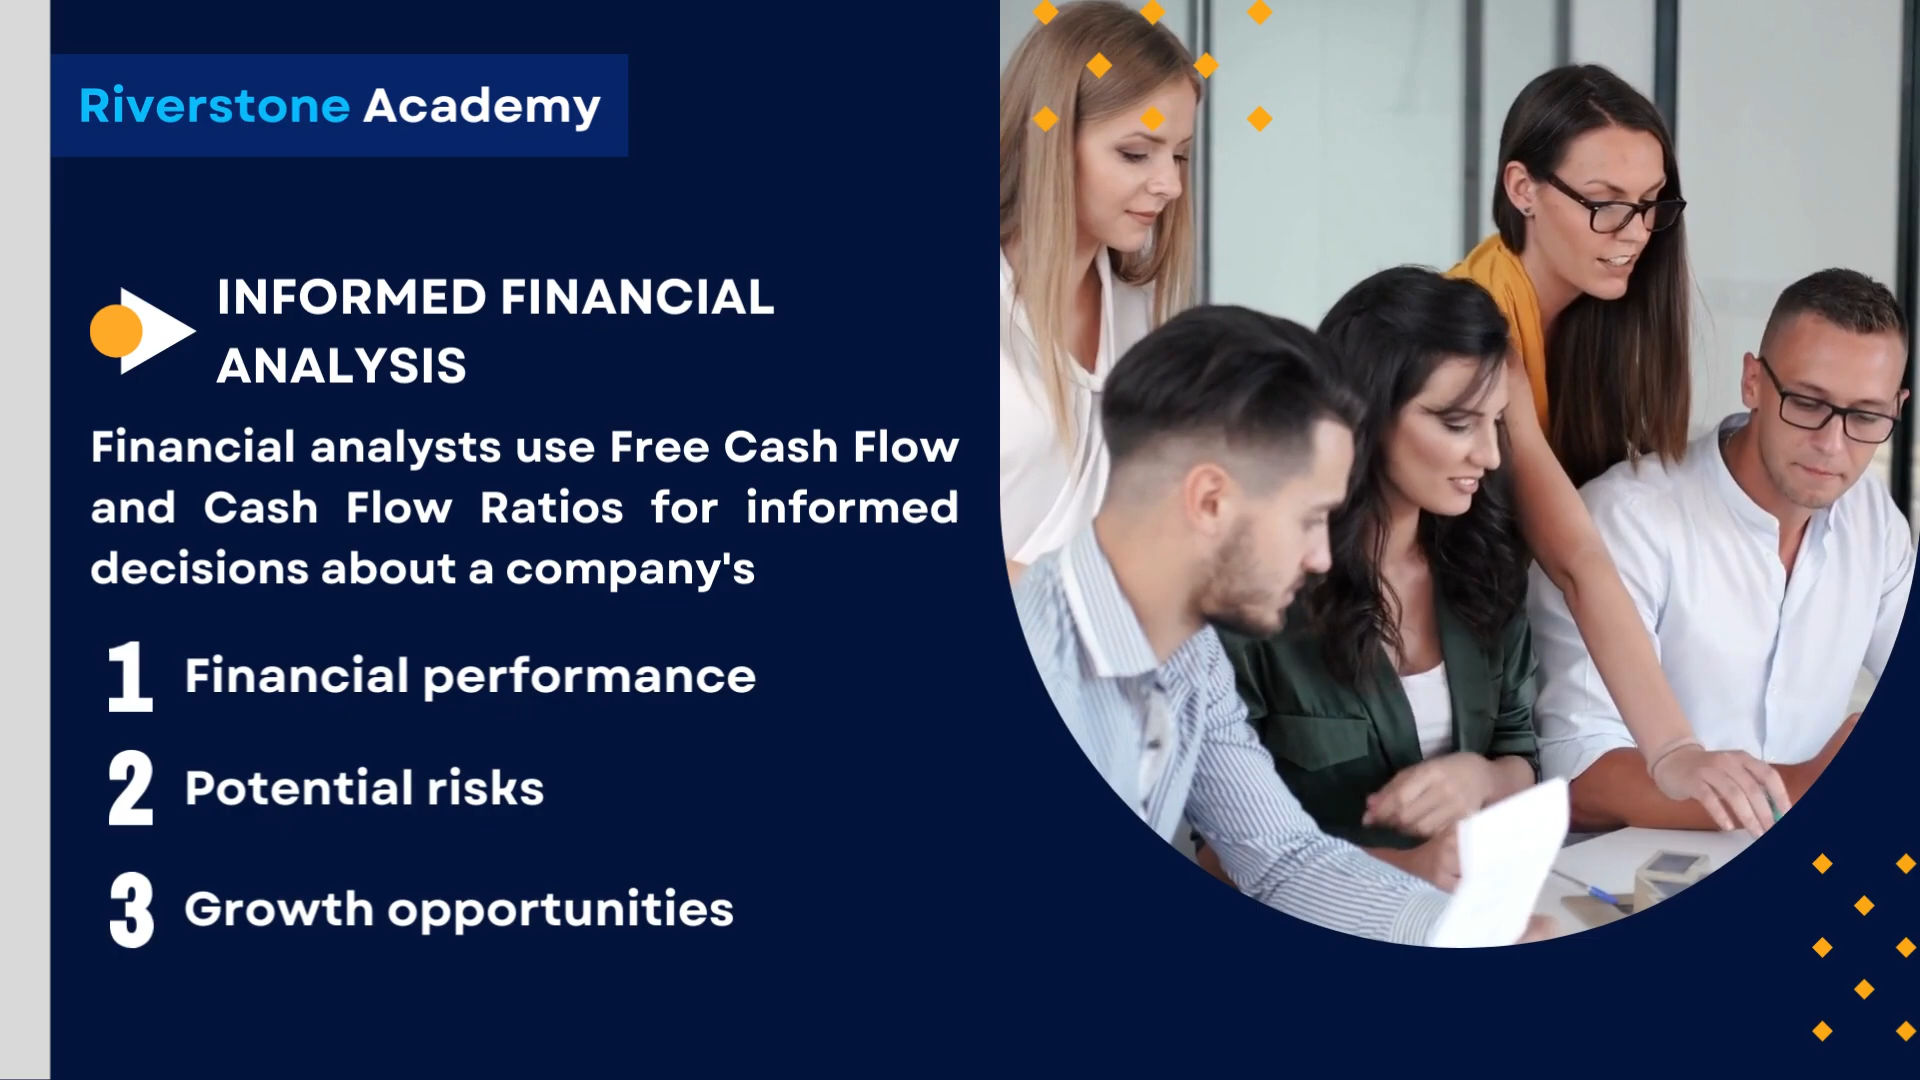 Riverstone Academy
INFORMED FINANCIAL
ANALYSIS
Financial analysts use Free Cash Flow
and Cash Flow Ratios for informed
decisions about a company's
1 Financial performance
2 Potential risks
3 Growth opportunities